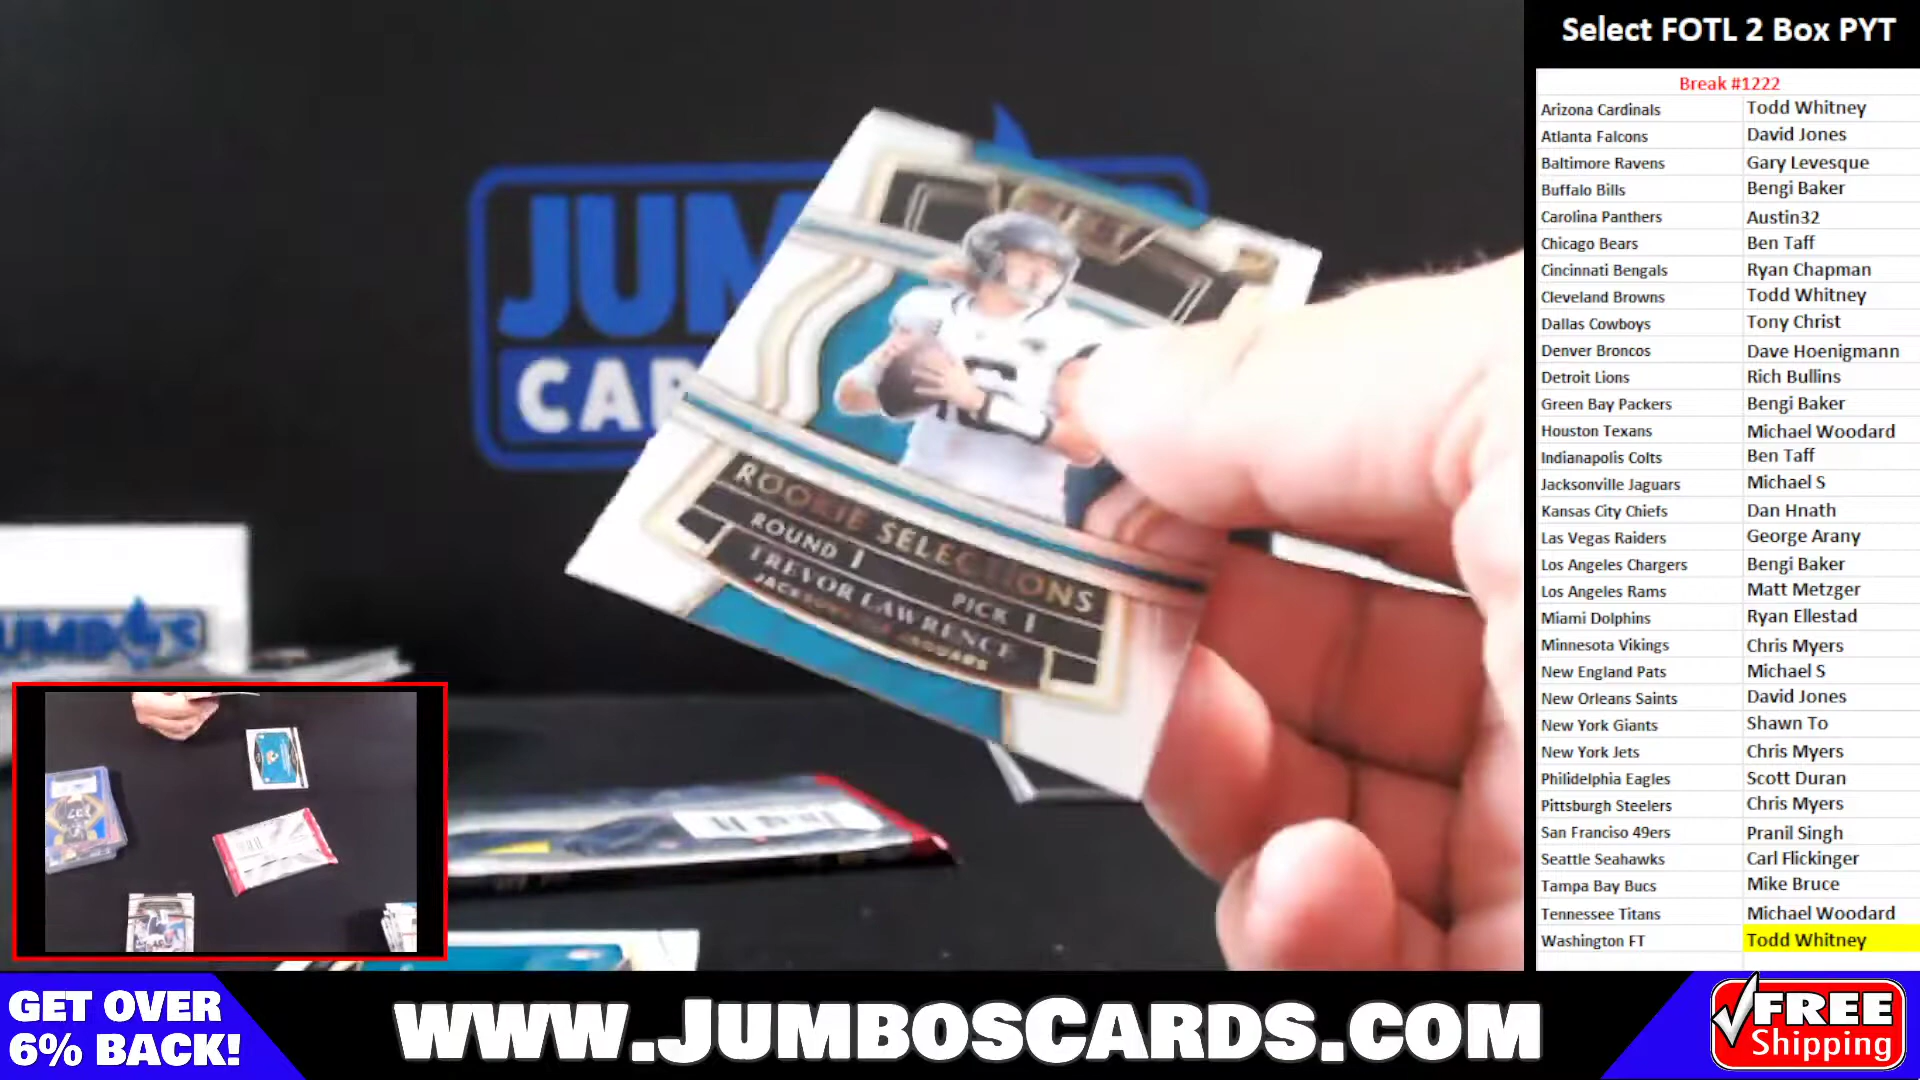 Select FOTL 2 Box PYT
Break #1222
Arizona Cardinals Todd Whitney
Atlanta Falcons David Jones
Baltimore Ravens Gary Levesque
Buffalo Bills Bengi Baker
Carolina Panthers Austin32
Chicago Bears Ben Taff
Cincinnati Bengals Ryan Chapman
Cleveland Browns Todd Whitney
Dallas Cowboys Tony Christ
Denver Broncos Dave Hoenigmann
Detroit Lions Rich Bullins
Green Bay Packers Bengi Baker
Houston Texans Michael Woodard
Indianapolis Colts Ben Taff
Jacksonville Jaguars Michael S
Kansas City Chiefs Dan Hnath
Las Vegas Raiders George Arany
Los Angeles Chargers Bengi Baker
Los Angeles Rams Matt Metzger
Miami Dolphins Ryan Ellestad
Minnesota Vikings Chris Myers
New England Pats Michael S
New Orleans Saints David Jones
New York Giants Shawn To
New York Jets Chris Myers
Philidelphia Eagles Scott Duran
Pittsburgh Steelers Chris Myers
San Franciso 49ers Pranil Singh
Seattle Seahawks Carl Flickinger
Tampa Bay Bucs Mike Bruce
Tennessee Titans Michael Woodard
Washington FT Todd Whitney
ROOKIE SELECTIONS
ROUND 1 PICK 1
TREVOR LAWRENCE
JACKSONVILLE JAGUARS
JUMBOS
GET OVER
6% BACK!
WWW.JUMBOSCARDS.COM
FREE
Shipping